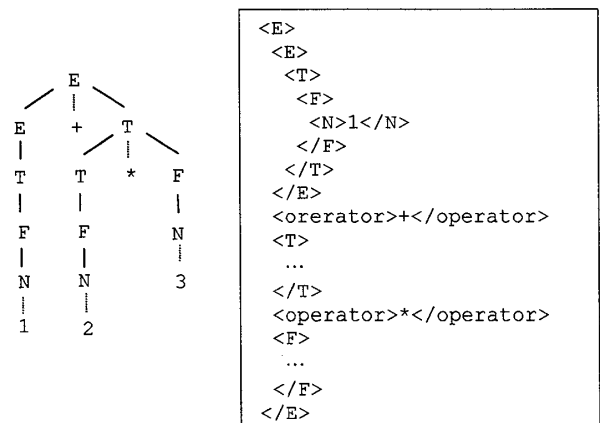 E
E + T
T T * F
F F N
N N 3
1 2
<E>
<E>
<T>
<F>
<N>1</N>
</F>
</T>
</E>
<orerator>+</operator>
<T>
...
</T>
<operator>*</operator>
<F>
...
</F>
</E>